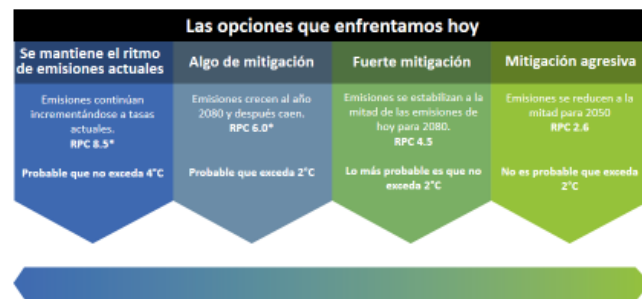 Las opciones que enfrentamos hoy
Se mantiene el ritmo
de emisiones actuales
Emisiones continúan
incrementándose a tasas
actuales.
RPC 8.5*
Probable que no exceda 4°C
Algo de mitigación
Emisiones crecen al año
2080 y después caen.
RPC 6.0*
Probable que exceda 2°C
Fuerte mitigación
Emisiones se estabilizan a la
mitad de las emisiones de
hoy para 2080.
RPC 4.5
Lo más probable es que no
exceda 2°C
Mitigación agresiva
Emisiones se reducen a la
mitad para 2050
RPC 2.6
No es probable que exceda
2°C